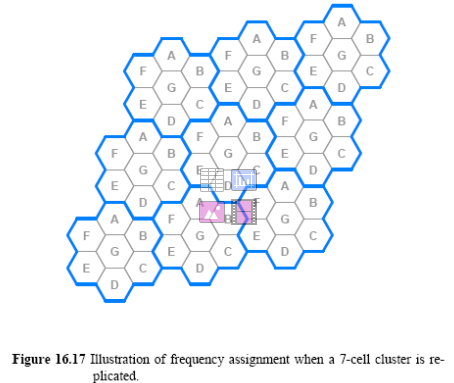 A
A F B
A F B G
F B G E C
G E C D
E C D A
D A F B
A F B G
F B G E C
G E C D
E C D A
D A F B
A F B G
F B G E C
G E C D
E C D
D
Figure 16.17 Illustration of frequency assignment when a 7-cell cluster is re-
plicated.